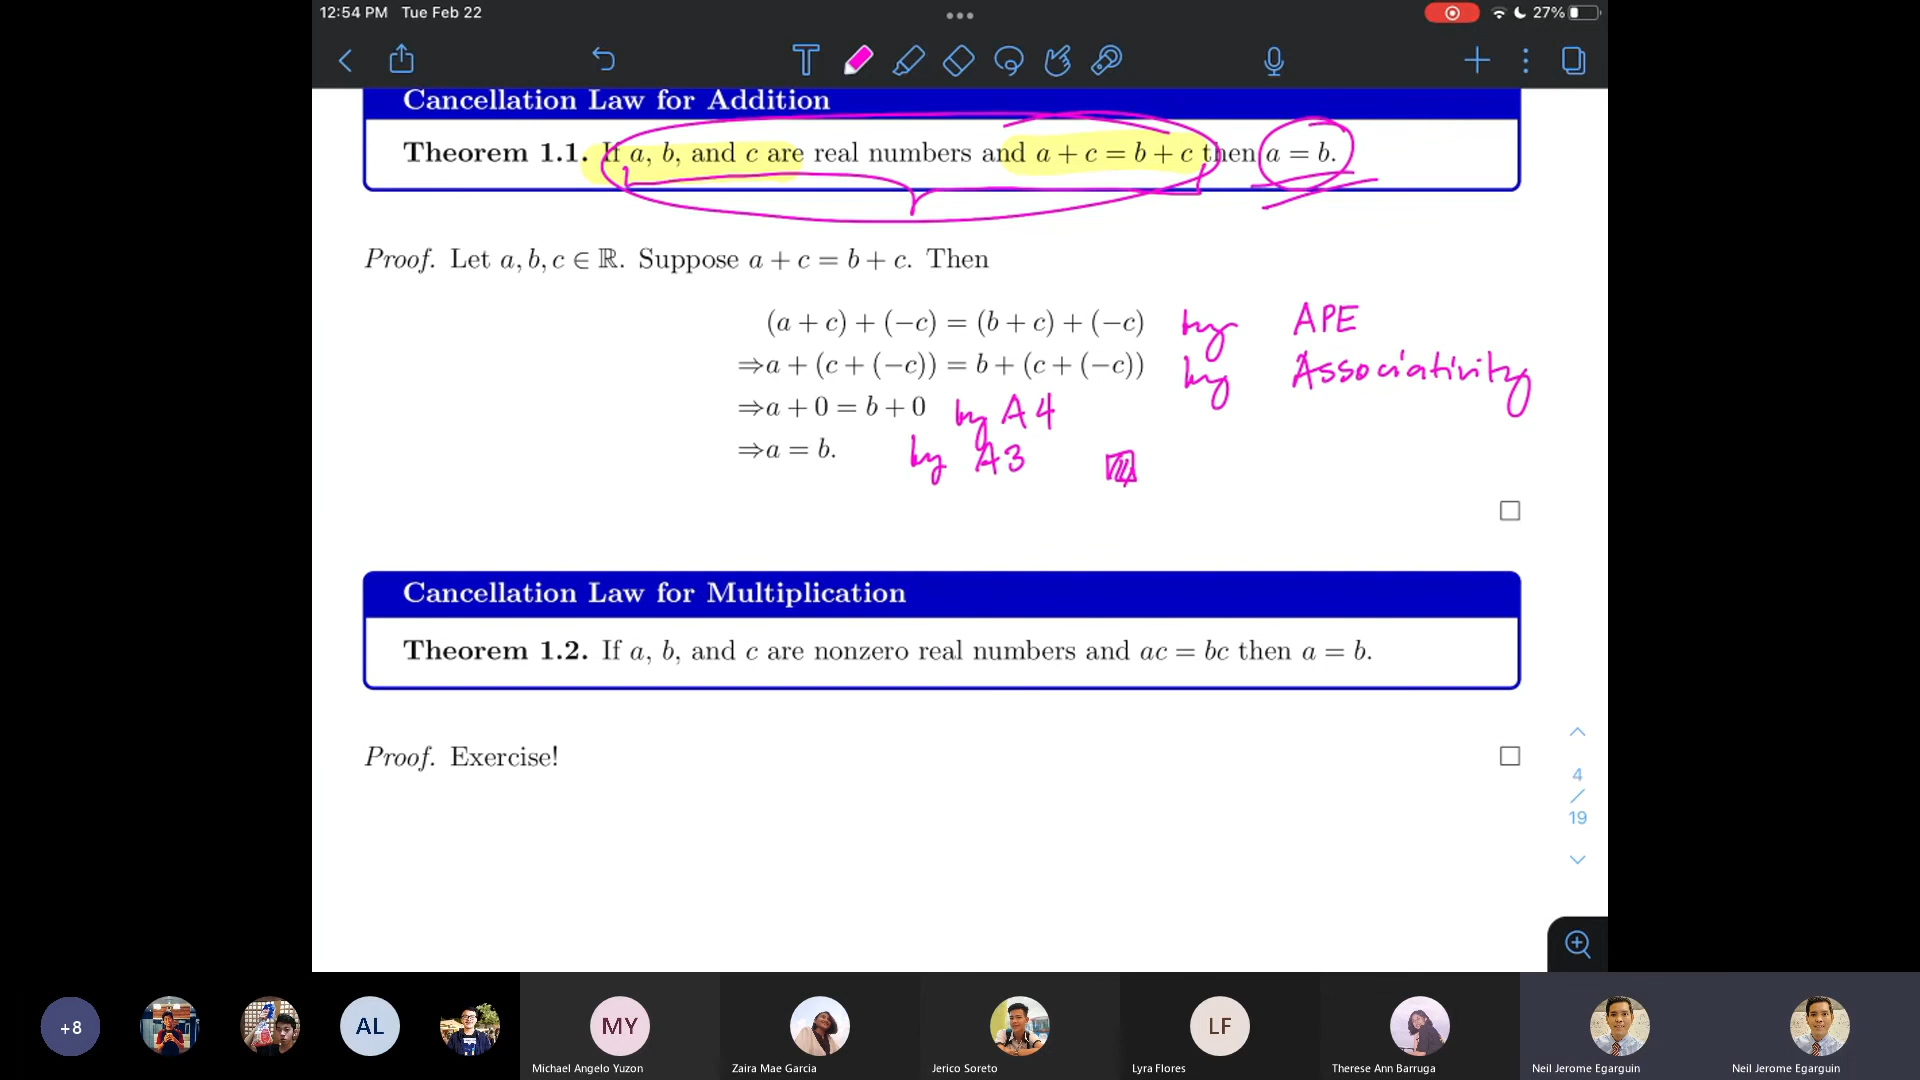 12:54 PM Tue Feb 22
27%
Cancellation Law for Addition
Theorem 1.1. If a, b, and c are real numbers and a + c = b + c then a = b.
Proof. Let a, b, c ∈ ℝ. Suppose a + c = b + c. Then
(a + c) + (−c) = (b + c) + (−c) by APE
⇒a + (c + (−c)) = b + (c + (−c)) by Associativity
⇒a + 0 = b + 0 by A4
⇒a = b. by A3
Cancellation Law for Multiplication
Theorem 1.2. If a, b, and c are nonzero real numbers and ac = bc then a = b.
Proof. Exercise!
4
/
19
+8
AL
MY
LF
Michael Angelo Yuzon
Zaira Mae Garcia
Jerico Soreto
Lyra Flores
Therese Ann Barruga
Neil Jerome Egarguin
Neil Jerome Egarguin